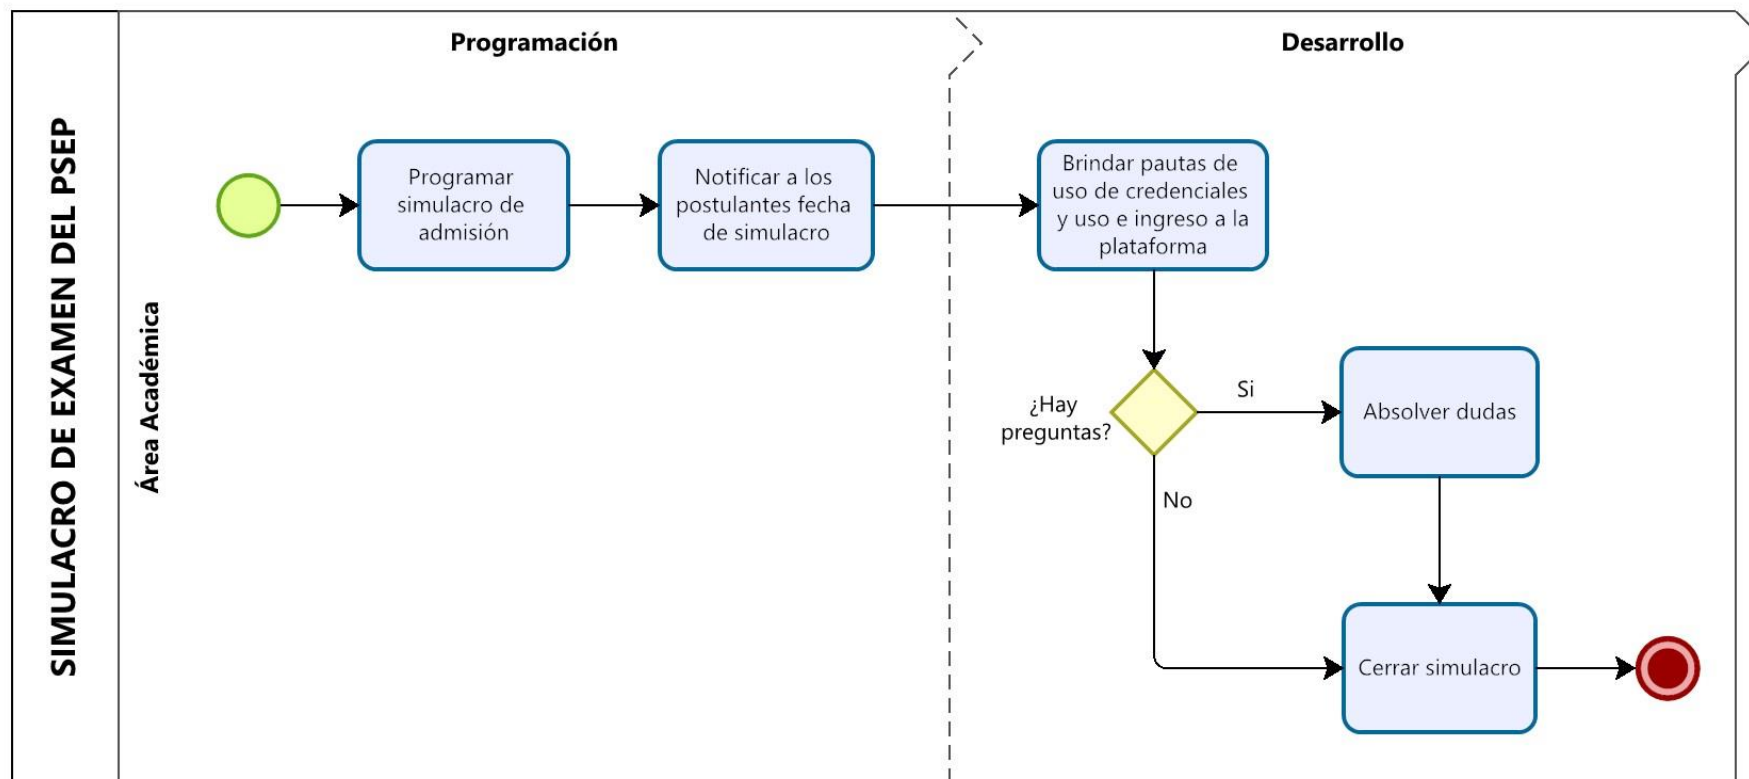 SIMULACRO DE EXAMEN DEL PSEP
Área Académica
Programación
Desarrollo
Programar
simulacro de
admisión
Notificar a los
postulantes fecha
de simulacro
Brindar pautas de
uso de credenciales
y uso e ingreso a la
plataforma
¿Hay
preguntas?
Si
Absolver dudas
No
Cerrar simulacro